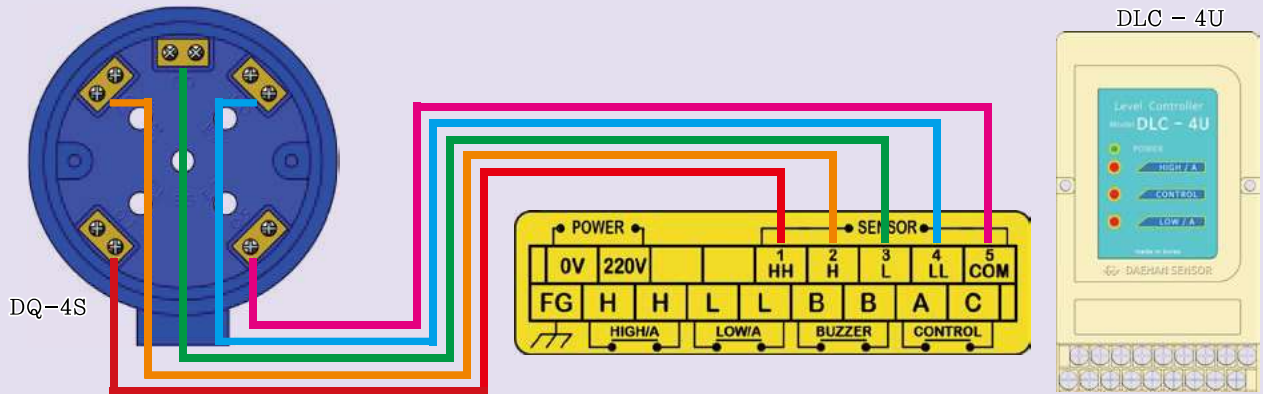 DLC - 4U
Level Controller
Model DLC - 4U
POWER
HIGH / A
CONTROL
LOW / A
made in korea
DAEHAN SENSOR
DQ-4S
POWER
SENSOR
0V 220V 1 HH 2 H 3 L 4 LL 5 COM
FG H H L L B B A C
HIGH/A LOW/A BUZZER CONTROL